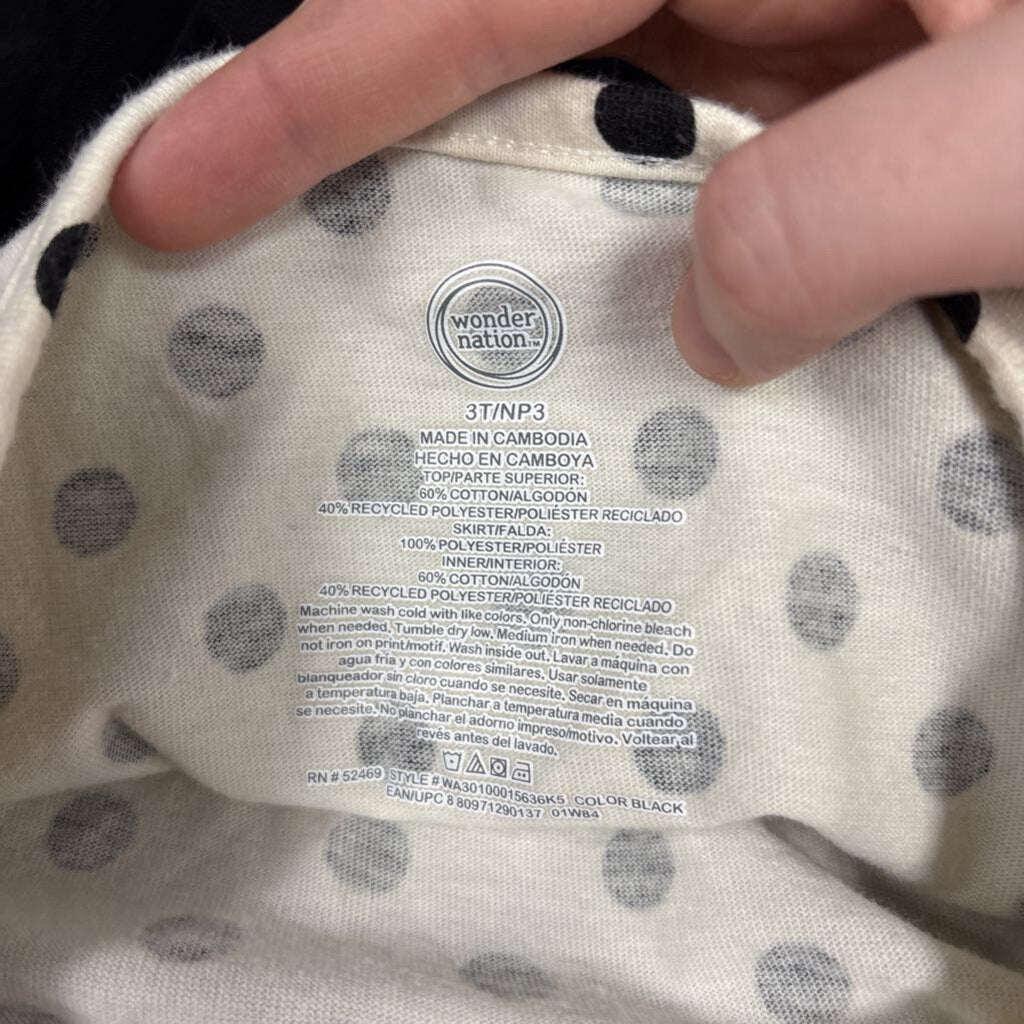 wonder
nation™
3T/NP3
MADE IN CAMBODIA
HECHO EN CAMBOYA
TOP/PARTE SUPERIOR:
60% COTTON/ALGODÓN
40% RECYCLED POLYESTER/POLIÉSTER RECICLADO
SKIRT/FALDA:
100% POLYESTER/POLIÉSTER
INNER/INTERIOR:
60% COTTON/ALGODÓN
40% RECYCLED POLYESTER/POLIÉSTER RECICLADO
Machine wash cold with like colors. Only non-chlorine bleach
when needed. Tumble dry low. Medium iron when needed. Do
not iron on print/motif. Wash inside out. Lavar a máquina con
agua fría y con colores similares. Usar solamente
blanqueador sin cloro cuando se necesite. Secar en máquina
a temperatura baja. Planchar a temperatura media cuando
se necesite. No planchar el adorno impreso/motivo. Voltear al
revés antes del lavado.
RN # 52469 STYLE # WA30100015636K5 COLOR BLACK
EAN/UPC 8 80971290137 01W84